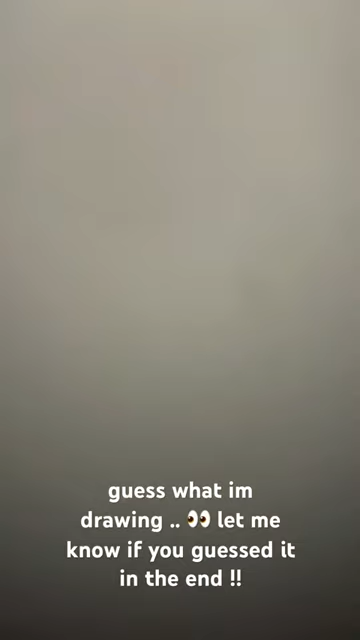 guess what im
drawing .. 👀 let me
know if you guessed it
in the end !!